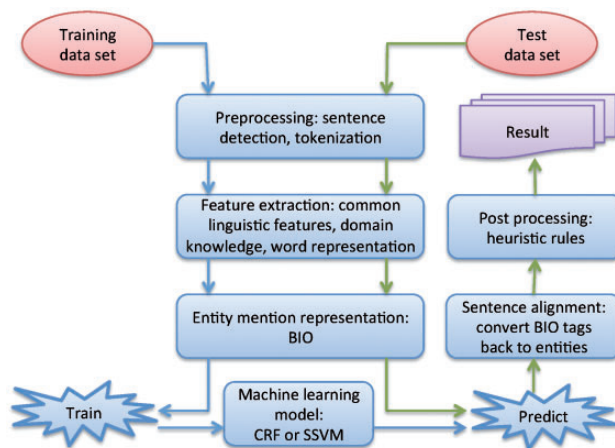 Training
data set
Test
data set
Preprocessing: sentence
detection, tokenization
Result
Feature extraction: common
linguistic features, domain
knowledge, word representation
Post processing:
heuristic rules
Entity mention representation:
BIO
Sentence alignment:
convert BIO tags
back to entities
Train
Machine learning
model:
CRF or SSVM
Predict